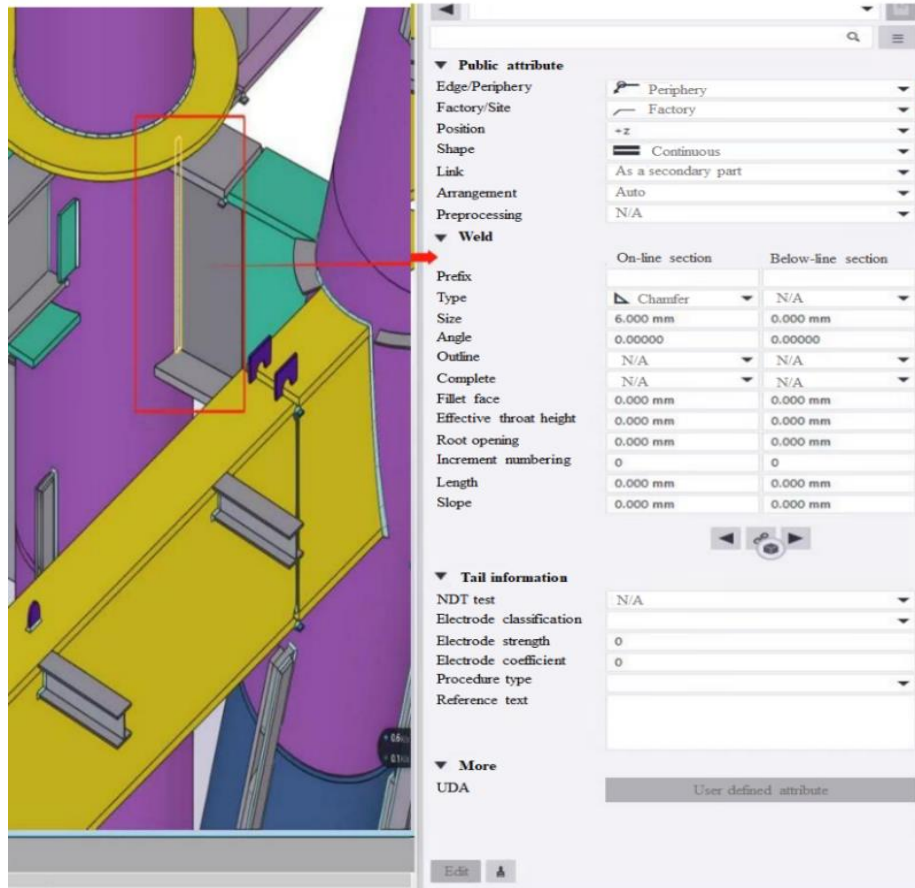 Public attribute
Edge/Periphery Periphery
Factory/Site Factory
Position +z
Shape Continuous
Link As a secondary part
Arrangement Auto
Preprocessing N/A
Weld
On-line section Below-line section
Prefix
Type Chamfer N/A
Size 6.000 mm 0.000 mm
Angle 0.00000 0.00000
Outline N/A N/A
Complete N/A N/A
Fillet face 0.000 mm 0.000 mm
Effective throat height 0.000 mm 0.000 mm
Root opening 0.000 mm 0.000 mm
Increment numbering 0 0
Length 0.000 mm 0.000 mm
Slope 0.000 mm 0.000 mm
Tail information
NDT test N/A
Electrode classification
Electrode strength 0
Electrode coefficient 0
Procedure type
Reference text
More
UDA User defined attribute
Edit